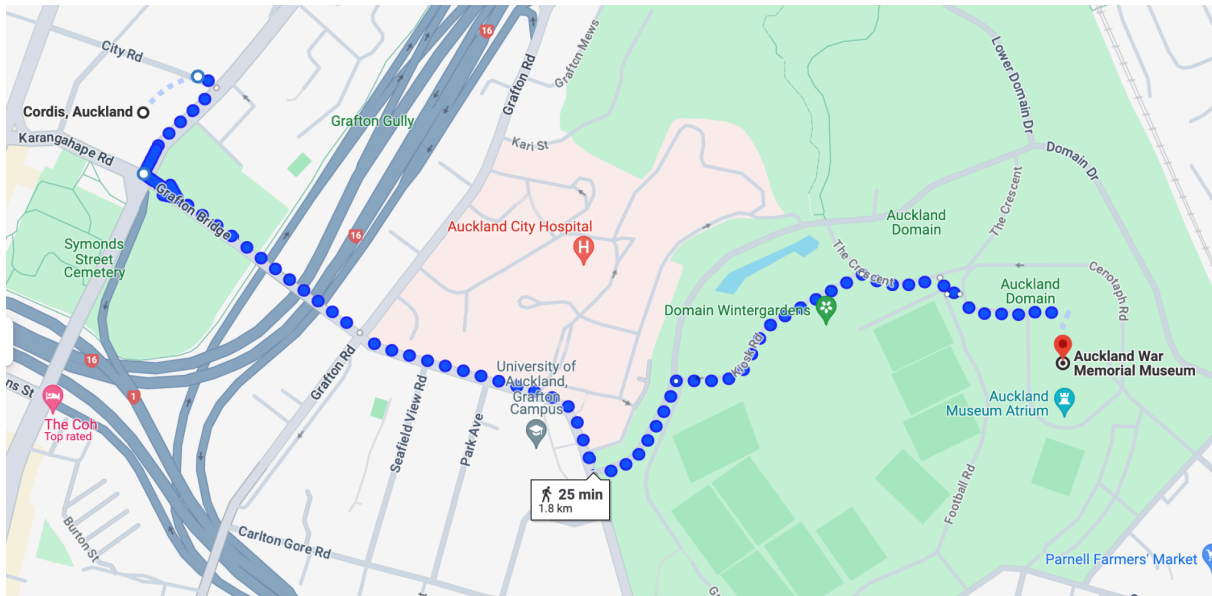 City Rd
Cordis, Auckland
Karangahape Rd
Grafton Bridge
Symonds
Street
Cemetery
16
Grafton Gully
Grafton Rd
Grafton Mews
Kari St
16
Auckland City Hospital
H
Lower Domain Dr
Domain Dr
The Crescent
Auckland
Domain
The Crescent
Cenotaph Rd
Auckland
Domain
Domain Wintergardens
Kiosk Rd
Auckland War
Memorial Museum
Auckland
Museum Atrium
16
1
ns St
The Coh
Top rated
Grafton Rd
Seafield View Rd
Park Ave
University of
Auckland,
Grafton
Campus
25 min
1.8 km
Football Rd
Burton St
Carlton Gore Rd
Parnell Farmers' Market